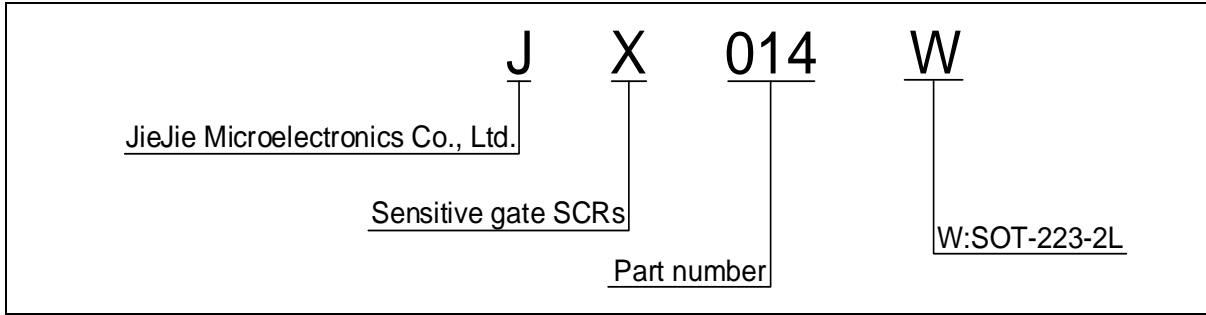 J X 014 W
JieJie Microelectronics Co., Ltd.
Sensitive gate SCRs
W:SOT-223-2L
Part number